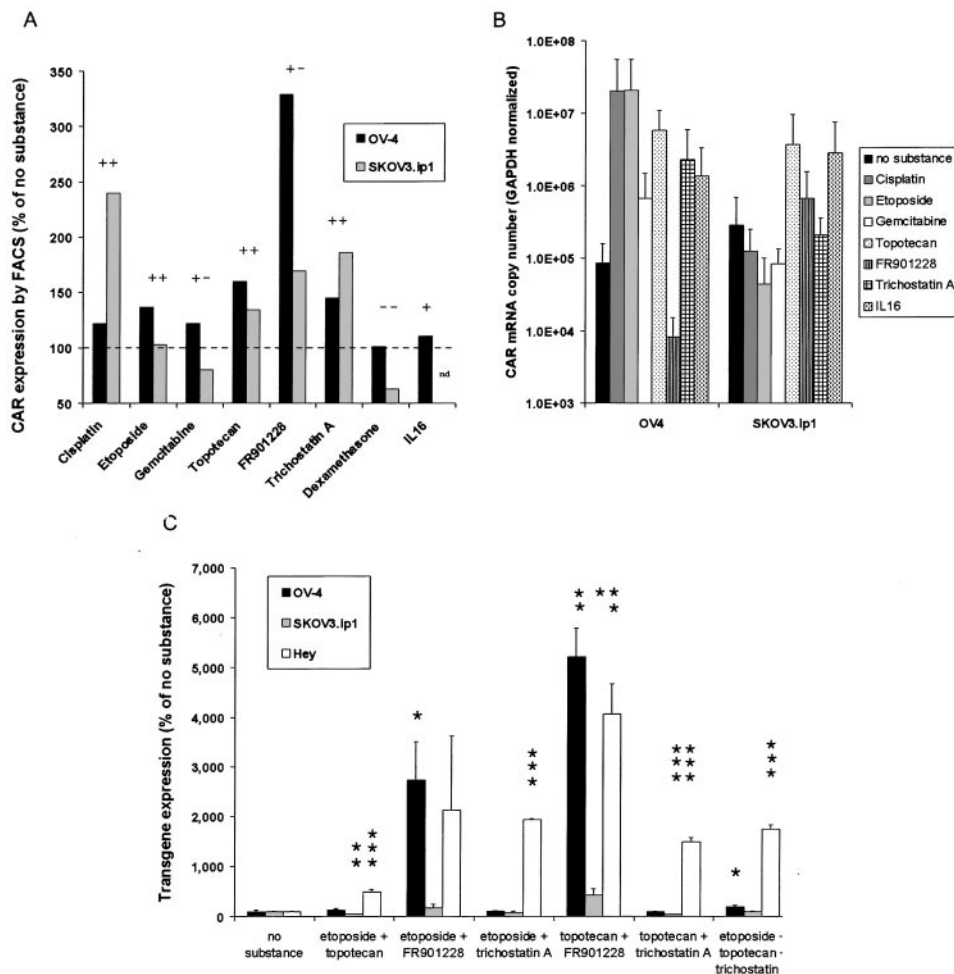 A
CAR expression by FACS (% of no substance)
350
300
250
200
150
100
50
++
++
+-
++
+-
++
--
+
nd
OV-4
SKOV3.ip1
Cisplatin
Etoposide
Gemcitabine
Topotecan
FR901228
Trichostatin A
Dexamethasone
IL16
B
CAR mRNA copy number (GAPDH normalized)
1.0E+08
1.0E+07
1.0E+06
1.0E+05
1.0E+04
1.0E+03
OV4
SKOV3.ip1
no substance
Cisplatin
Etoposide
Gemcitabine
Topotecan
FR901228
Trichostatin A
IL16
C
Transgene expression (% of no substance)
7,000
6,000
5,000
4,000
3,000
2,000
1,000
0
OV-4
SKOV3.ip1
Hey
**
***
*
***
**
*
**
***
***
*
***
no
substance
etoposide +
topotecan
etoposide +
FR901228
etoposide +
trichostatin A
topotecan +
FR901228
topotecan +
trichostatin A
etoposide -
topotecan -
trichostatin